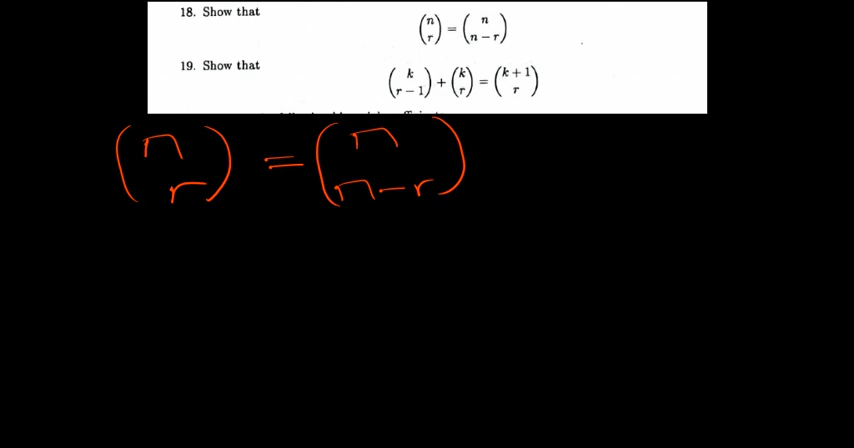 18. Show that
(n r) = (n n − r)
19. Show that
(k r − 1) + (k r) = (k + 1 r)
(n r) = (n n − r)